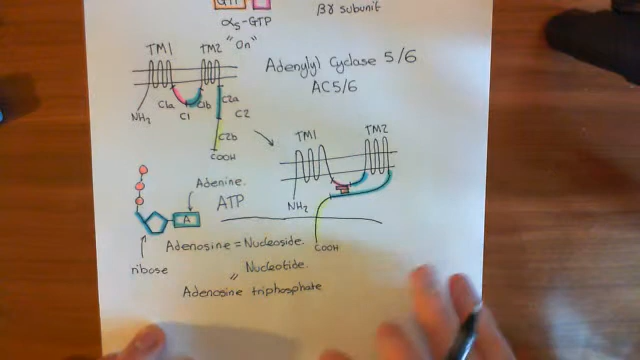 GTP
βγ subunit
αs-GTP
"On"
TM1
TM2
Adenylyl Cyclase 5/6
AC5/6
C1a
C1b
C2a
C1
C2
NH2
C2b
COOH
TM1
TM2
Adenine.
A
ATP
NH2
Adenosine = Nucleoside.
COOH
ribose
" Nucleotide.
Adenosine triphosphate